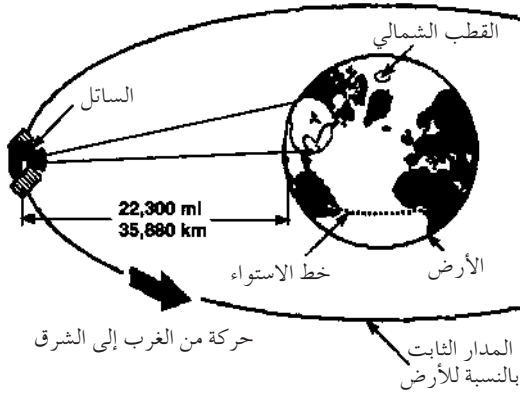 القطب الشمالي
الساتل
22,300 mi
35,880 km
خط الاستواء
الأرض
حركة من الغرب إلى الشرق
المدار الثابت
بالنسبة للأرض